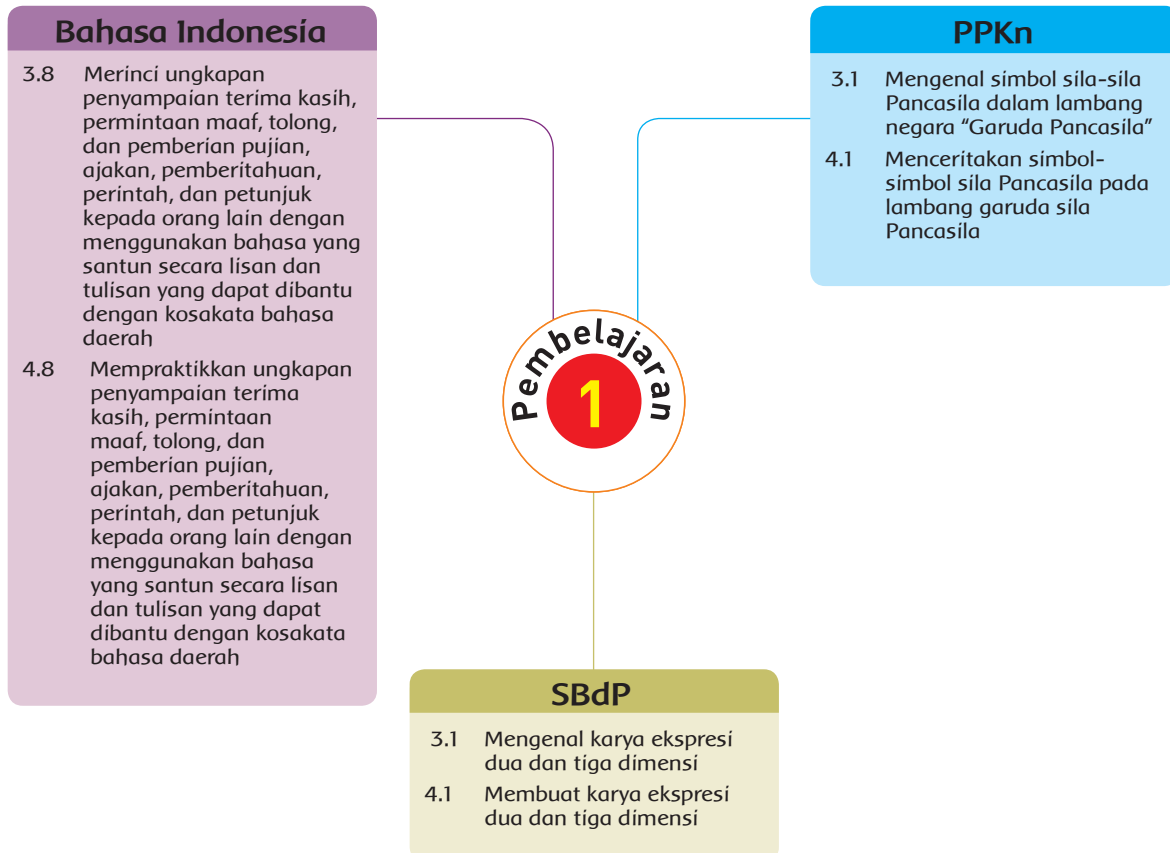 Bahasa Indonesia
3.8 Merinci ungkapan
penyampaian terima kasih,
permintaan maaf, tolong,
dan pemberian pujian,
ajakan, pemberitahuan,
perintah, dan petunjuk
kepada orang lain dengan
menggunakan bahasa yang
santun secara lisan dan
tulisan yang dapat dibantu
dengan kosakata bahasa
daerah
4.8 Mempraktikkan ungkapan
penyampaian terima
kasih, permintaan
maaf, tolong, dan
pemberian pujian,
ajakan, pemberitahuan,
perintah, dan petunjuk
kepada orang lain dengan
menggunakan bahasa
yang santun secara lisan
dan tulisan yang dapat
dibantu dengan kosakata
bahasa daerah
PPKn
3.1 Mengenal simbol sila-sila
Pancasila dalam lambang
negara “Garuda Pancasila”
4.1 Menceritakan simbol-
simbol sila Pancasila pada
lambang garuda sila
Pancasila
Pembelajaran
1
SBdP
3.1 Mengenal karya ekspresi
dua dan tiga dimensi
4.1 Membuat karya ekspresi
dua dan tiga dimensi